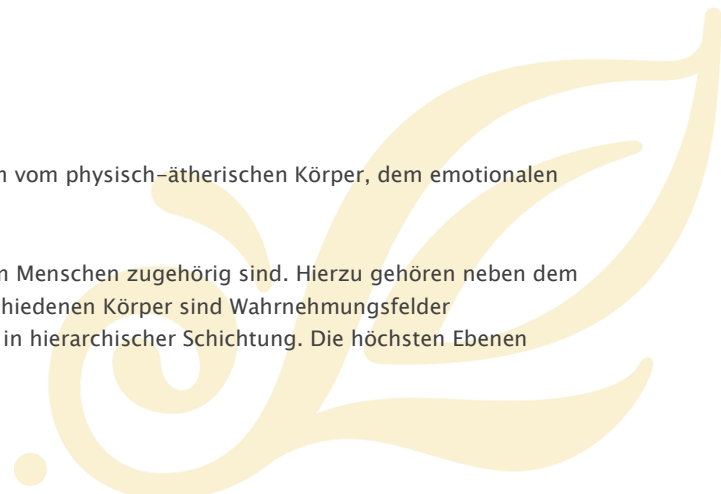 vom physisch-ätherischen Körper, dem emotionalen
Menschen zugehörig sind. Hierzu gehören neben dem
chiedenen Körper sind Wahrnehmungsfelder
in hierarchischer Schichtung. Die höchsten Ebenen